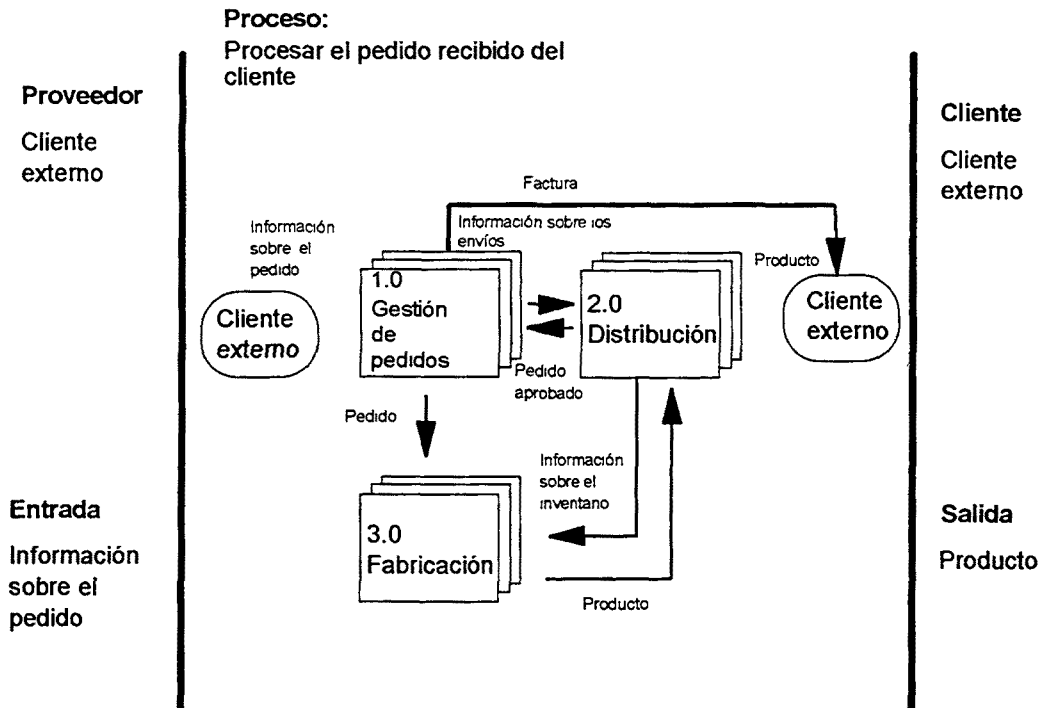 Proceso:
Procesar el pedido recibido del
cliente
Proveedor
Cliente
externo
Entrada
Información
sobre el
pedido
Información
sobre el
pedido
Cliente
externo
Factura
Información sobre los
envíos
1.0
Gestión
de
pedidos
2.0
Distribución
Pedido
aprobado
Producto
Cliente
externo
Pedido
Información
sobre el
inventano
3.0
Fabricación
Producto
Cliente
Cliente
externo
Salida
Producto